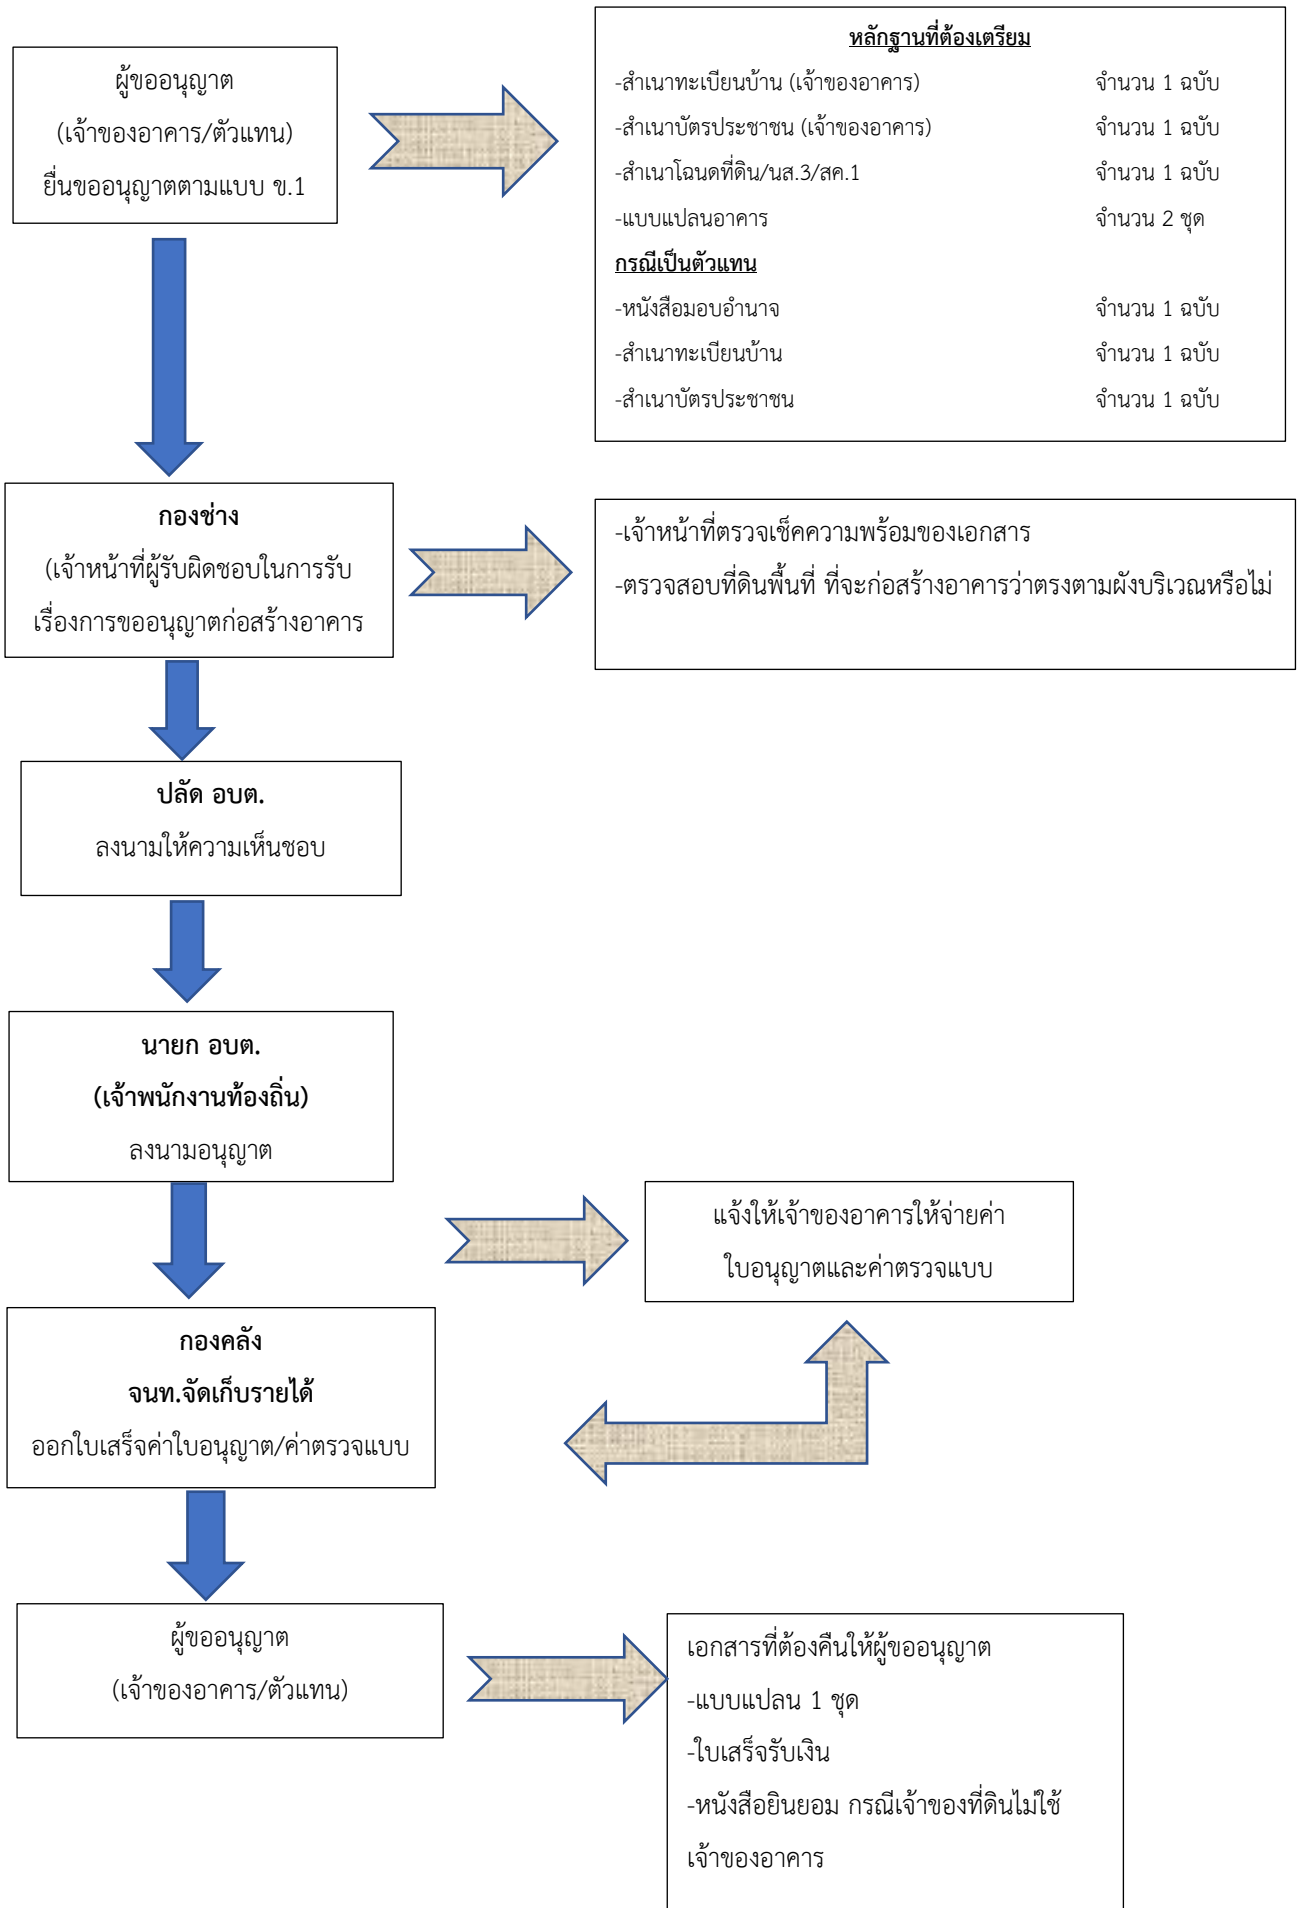 ผู้ขออนุญาต
(เจ้าของอาคาร/ตัวแทน)
ยื่นขออนุญาตตามแบบ ข.1
หลักฐานที่ต้องเตรียม
-สำเนาทะเบียนบ้าน (เจ้าของอาคาร) จำนวน 1 ฉบับ
-สำเนาบัตรประชาชน (เจ้าของอาคาร) จำนวน 1 ฉบับ
-สำเนาโฉนดที่ดิน/นส.3/สค.1 จำนวน 1 ฉบับ
-แบบแปลนอาคาร จำนวน 2 ชุด
กรณีเป็นตัวแทน
-หนังสือมอบอำนาจ จำนวน 1 ฉบับ
-สำเนาทะเบียนบ้าน จำนวน 1 ฉบับ
-สำเนาบัตรประชาชน จำนวน 1 ฉบับ
กองช่าง
(เจ้าหน้าที่ผู้รับผิดชอบในการรับ
เรื่องการขออนุญาตก่อสร้างอาคาร
-เจ้าหน้าที่ตรวจเช็คความพร้อมของเอกสาร
-ตรวจสอบที่ดินพื้นที่ ที่จะก่อสร้างอาคารว่าตรงตามผังบริเวณหรือไม่
ปลัด อบต.
ลงนามให้ความเห็นชอบ
นายก อบต.
(เจ้าพนักงานท้องถิ่น)
ลงนามอนุญาต
แจ้งให้เจ้าของอาคารให้จ่ายค่า
ใบอนุญาตและค่าตรวจแบบ
กองคลัง
จนท.จัดเก็บรายได้
ออกใบเสร็จค่าใบอนุญาต/ค่าตรวจแบบ
ผู้ขออนุญาต
(เจ้าของอาคาร/ตัวแทน)
เอกสารที่ต้องคืนให้ผู้ขออนุญาต
-แบบแปลน 1 ชุด
-ใบเสร็จรับเงิน
-หนังสือยินยอม กรณีเจ้าของที่ดินไม่ใช้
เจ้าของอาคาร